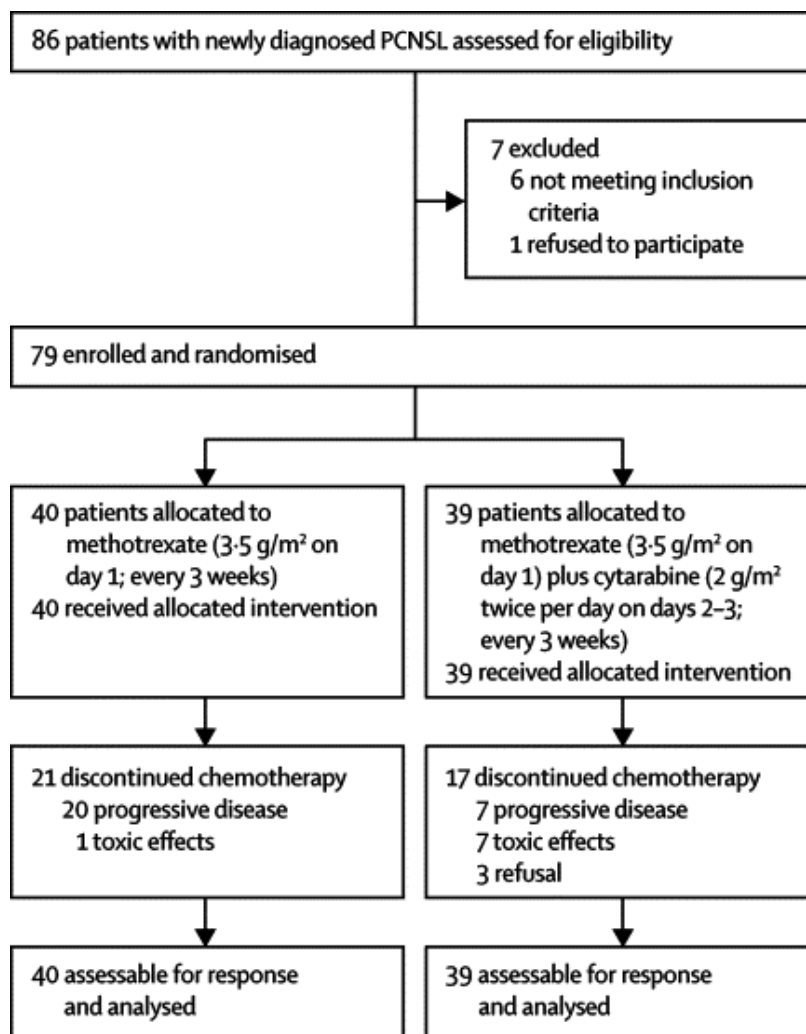 86 patients with newly diagnosed PCNSL assessed for eligibility
7 excluded
6 not meeting inclusion
criteria
1 refused to participate
79 enrolled and randomised
40 patients allocated to
methotrexate (3·5 g/m² on
day 1; every 3 weeks)
40 received allocated intervention
39 patients allocated to
methotrexate (3·5 g/m² on
day 1) plus cytarabine (2 g/m²
twice per day on days 2–3;
every 3 weeks)
39 received allocated intervention
21 discontinued chemotherapy
20 progressive disease
1 toxic effects
17 discontinued chemotherapy
7 progressive disease
7 toxic effects
3 refusal
40 assessable for response
and analysed
39 assessable for response
and analysed